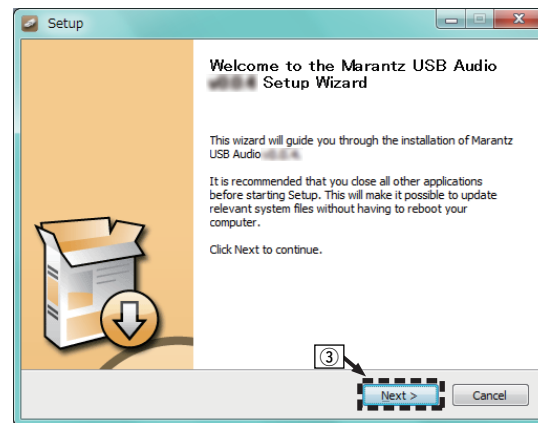 Setup
Welcome to the Marantz USB Audio
Setup Wizard
This wizard will guide you through the installation of Marantz
USB Audio
It is recommended that you close all other applications
before starting Setup. This will make it possible to update
relevant system files without having to reboot your
computer.
Click Next to continue.
③
Next >
Cancel